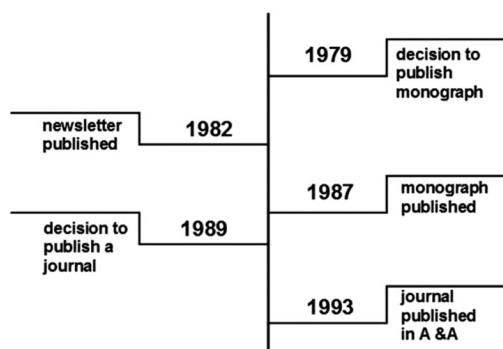 1979
decision to
publish
monograph
1982
newsletter
published
1987
monograph
published
1989
decision to
publish a
journal
1993
journal
published
in A &A